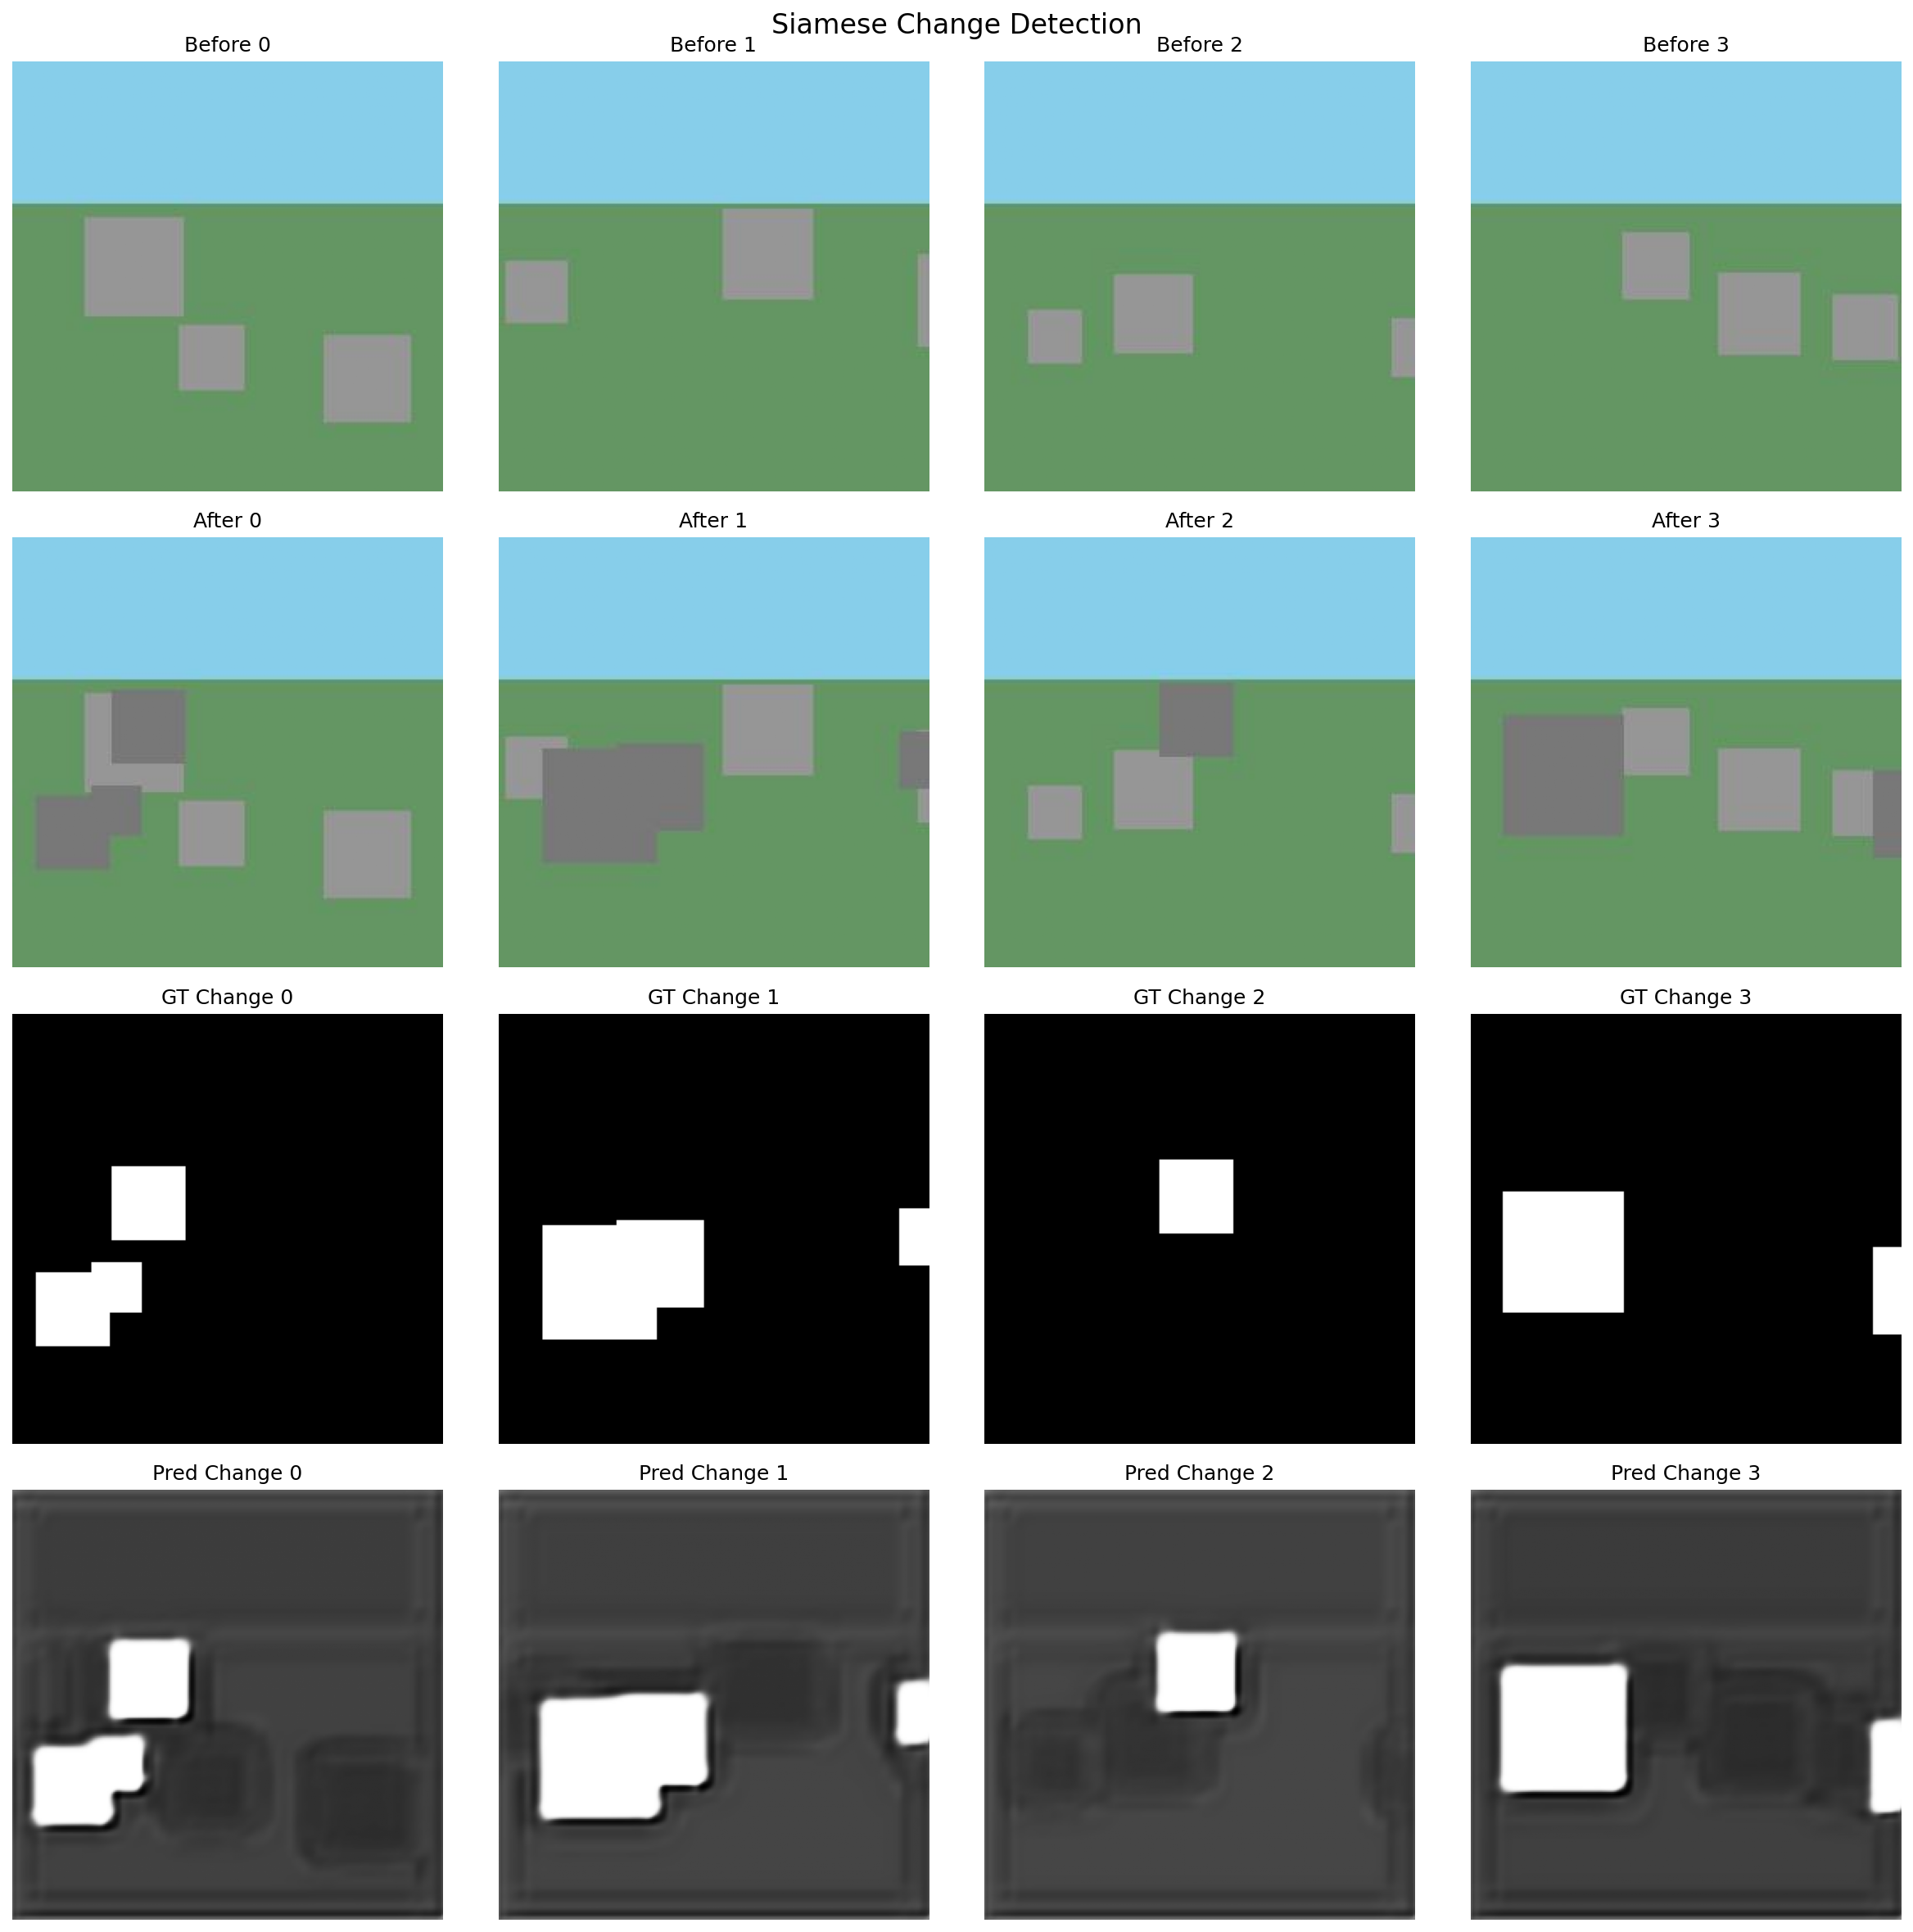 Siamese Change Detection
Before 0
Before 1
Before 2
Before 3
After 0
After 1
After 2
After 3
GT Change 0
GT Change 1
GT Change 2
GT Change 3
Pred Change 0
Pred Change 1
Pred Change 2
Pred Change 3